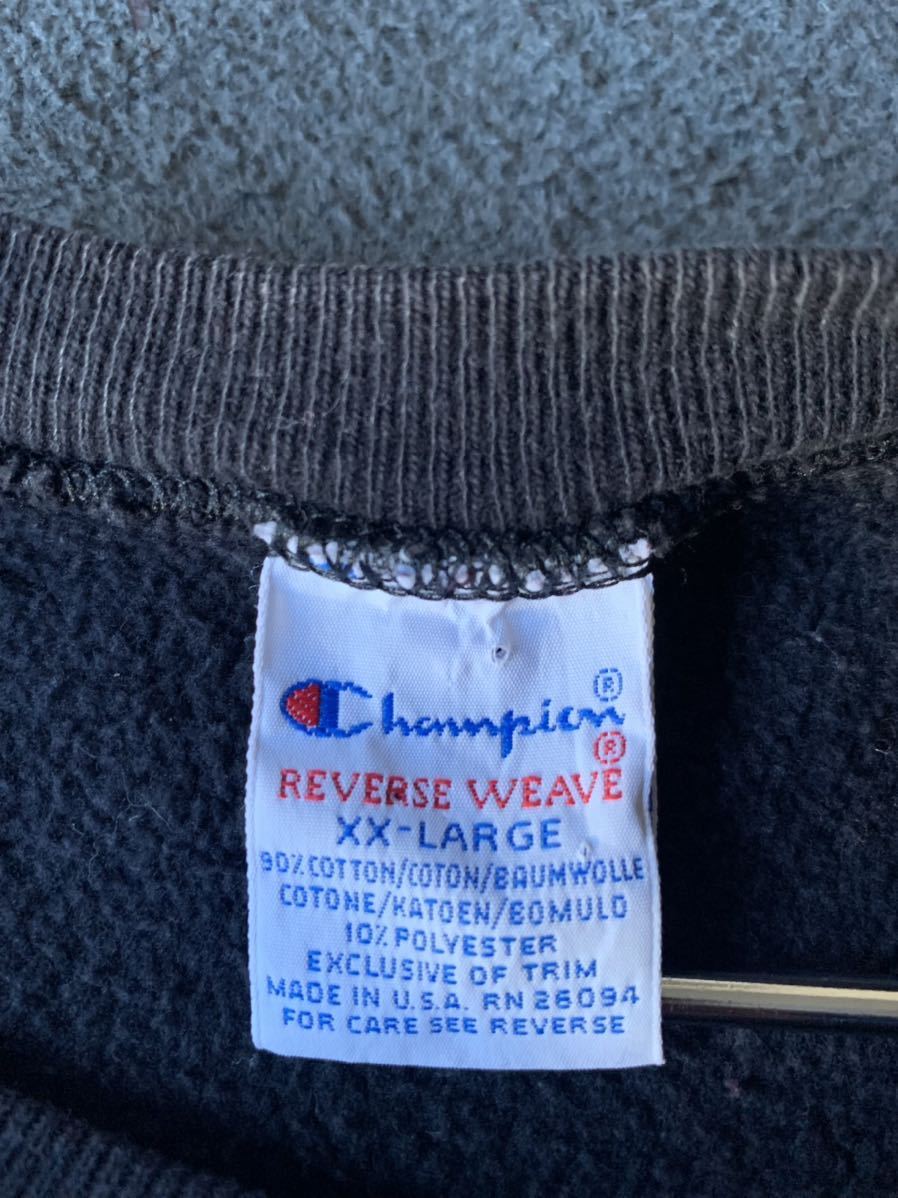 Champion®
REVERSE WEAVE®
XX-LARGE
90% COTTON/COTON/BAUMWOLLE
COTONE/KATOEN/BOMULD
10% POLYESTER
EXCLUSIVE OF TRIM
MADE IN U.S.A. RN 26094
FOR CARE SEE REVERSE